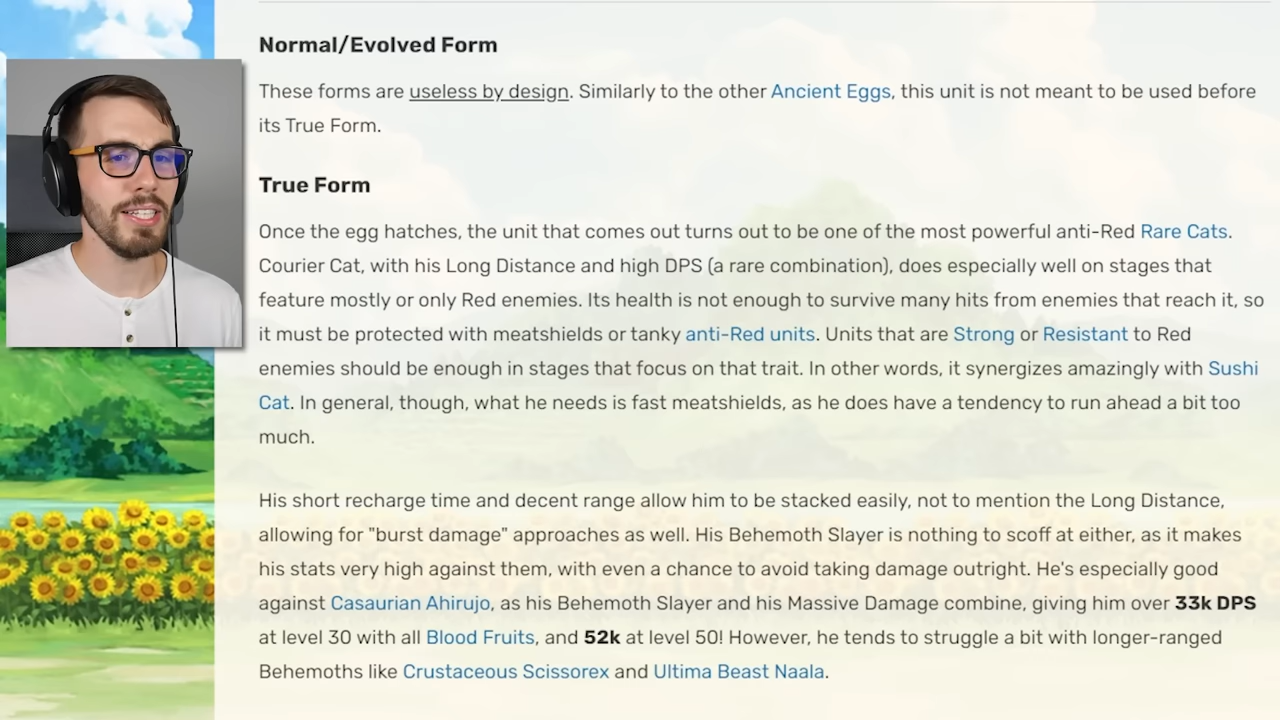 Normal/Evolved Form
These forms are useless by design. Similarly to the other Ancient Eggs, this unit is not meant to be used before
its True Form.
True Form
Once the egg hatches, the unit that comes out turns out to be one of the most powerful anti-Red Rare Cats.
Courier Cat, with his Long Distance and high DPS (a rare combination), does especially well on stages that
feature mostly or only Red enemies. Its health is not enough to survive many hits from enemies that reach it, so
it must be protected with meatshields or tanky anti-Red units. Units that are Strong or Resistant to Red
enemies should be enough in stages that focus on that trait. In other words, it synergizes amazingly with Sushi
Cat. In general, though, what he needs is fast meatshields, as he does have a tendency to run ahead a bit too
much.
His short recharge time and decent range allow him to be stacked easily, not to mention the Long Distance,
allowing for "burst damage" approaches as well. His Behemoth Slayer is nothing to scoff at either, as it makes
his stats very high against them, with even a chance to avoid taking damage outright. He's especially good
against Casaurian Ahirujo, as his Behemoth Slayer and his Massive Damage combine, giving him over 33k DPS
at level 30 with all Blood Fruits, and 52k at level 50! However, he tends to struggle a bit with longer-ranged
Behemoths like Crustaceous Scissorex and Ultima Beast Naala.